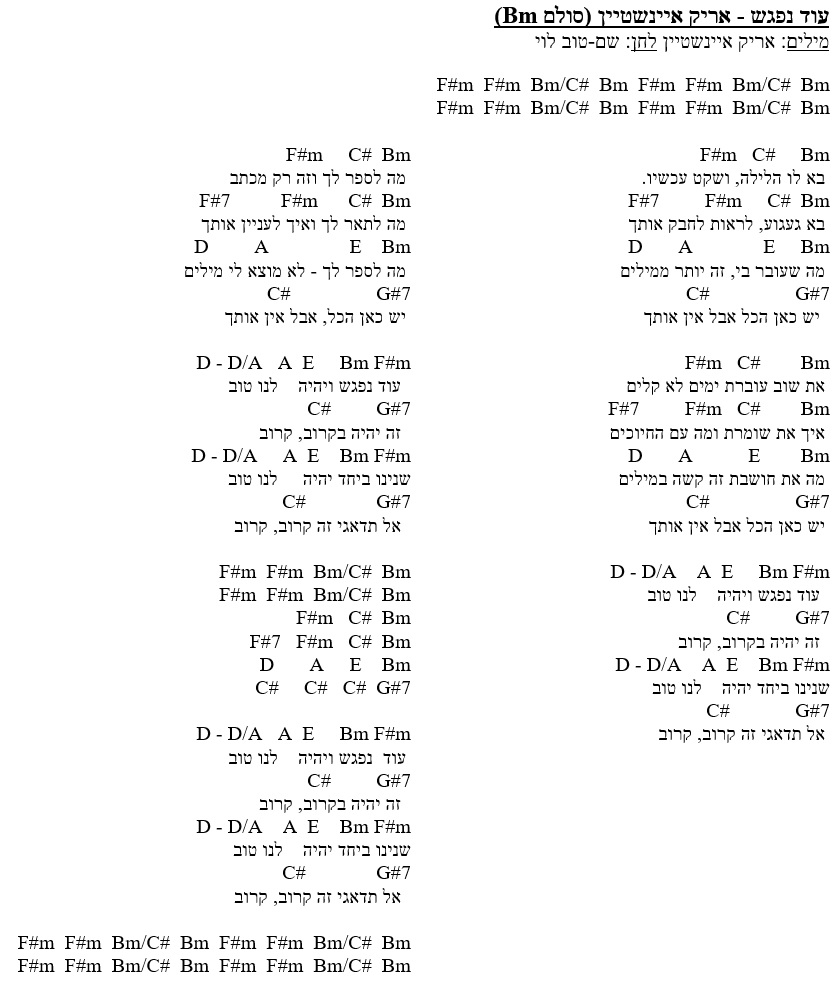 עוד נפגש - אריק איינשטיין (סולם Bm)
מילים: אריק איינשטיין לחן: שם-טוב לוי
F#m F#m Bm/C# Bm F#m F#m Bm/C# Bm
F#m F#m Bm/C# Bm F#m F#m Bm/C# Bm
F#m C# Bm
בא לו הלילה, ושקט עכשיו.
F#7 F#m C# Bm
בא געגוע, לראות לחבק אותך
D A E Bm
מה שעובר בי, זה יותר ממילים
C# G#7
יש כאן הכל אבל אין אותך
F#m C# Bm
את שוב עוברת ימים לא קלים
F#7 F#m C# Bm
איך את שומרת ומה עם החיוכים
D A E Bm
מה את חושבת זה קשה במילים
C# G#7
יש כאן הכל אבל אין אותך
D - D/A A E Bm F#m
עוד נפגש ויהיה לנו טוב
C# G#7
זה יהיה בקרוב, קרוב
D - D/A A E Bm F#m
שנינו ביחד יהיה לנו טוב
C# G#7
אל תדאגי זה קרוב, קרוב
F#m C# Bm
מה לספר לך וזה רק מכתב
F#7 F#m C# Bm
מה לתאר לך ואיך לעניין אותך
D A E Bm
מה לספר לך - לא מוצא לי מילים
C# G#7
יש כאן הכל, אבל אין אותך
D - D/A A E Bm F#m
עוד נפגש ויהיה לנו טוב
C# G#7
זה יהיה בקרוב, קרוב
D - D/A A E Bm F#m
שנינו ביחד יהיה לנו טוב
C# G#7
אל תדאגי זה קרוב, קרוב
F#m F#m Bm/C# Bm
F#m F#m Bm/C# Bm
F#m C# Bm
F#7 F#m C# Bm
D A E Bm
C# C# C# G#7
D - D/A A E Bm F#m
עוד נפגש ויהיה לנו טוב
C# G#7
זה יהיה בקרוב, קרוב
D - D/A A E Bm F#m
שנינו ביחד יהיה לנו טוב
C# G#7
אל תדאגי זה קרוב, קרוב
F#m F#m Bm/C# Bm F#m F#m Bm/C# Bm
F#m F#m Bm/C# Bm F#m F#m Bm/C# Bm